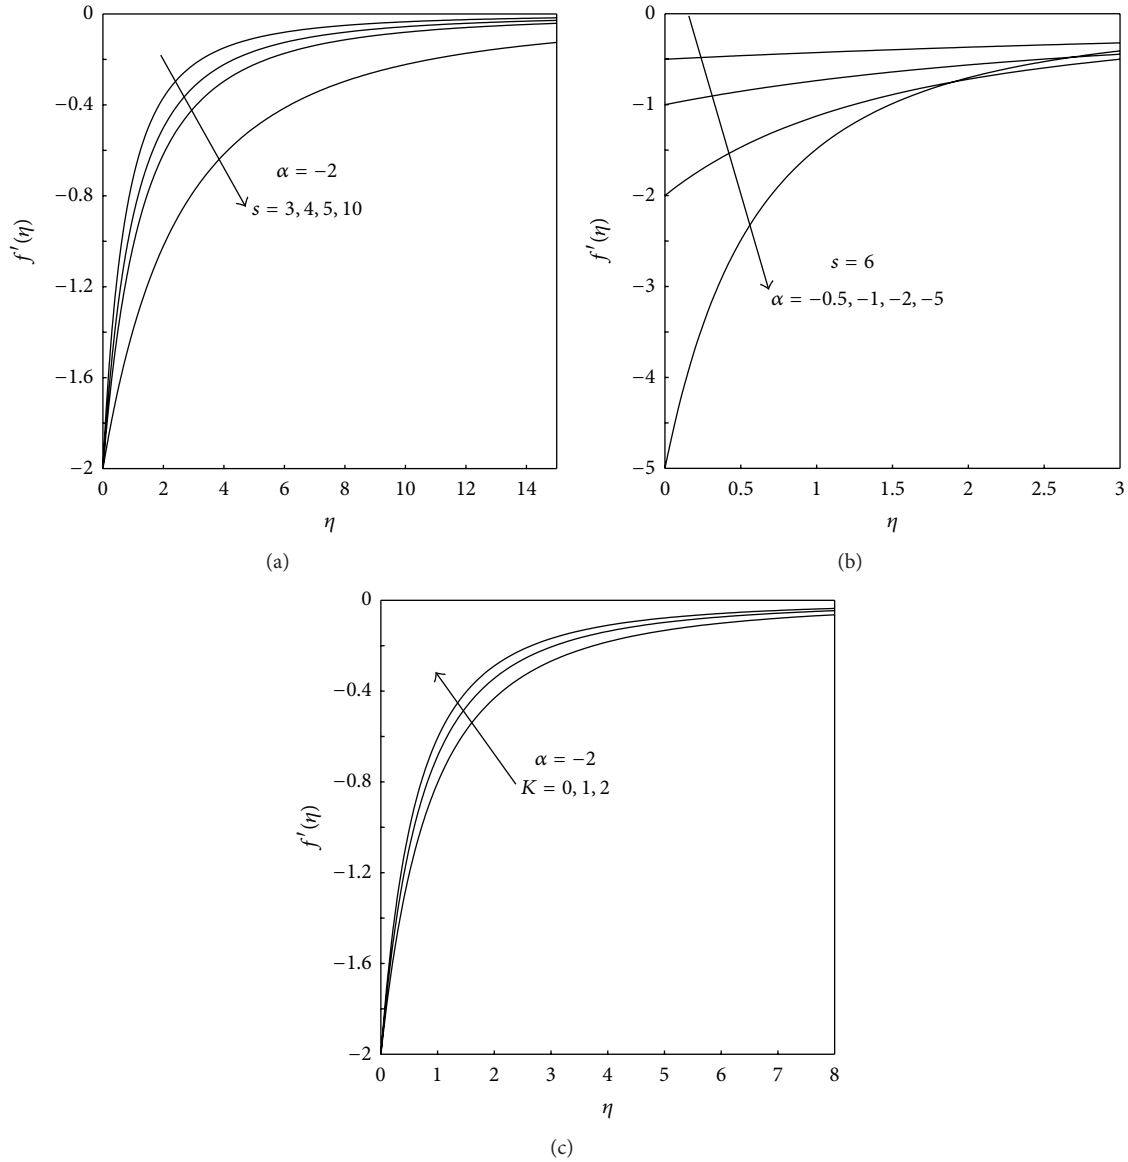 0
−0.4
−0.8
−1.2
−1.6
−2
f′(η)
0 2 4 6 8 10 12 14
η
α = −2
s = 3, 4, 5, 10
(a)
0
−1
−2
−3
−4
−5
f′(η)
0 0.5 1 1.5 2 2.5 3
η
s = 6
α = −0.5, −1, −2, −5
(b)
0
−0.4
−0.8
−1.2
−1.6
−2
f′(η)
0 1 2 3 4 5 6 7 8
η
α = −2
K = 0, 1, 2
(c)